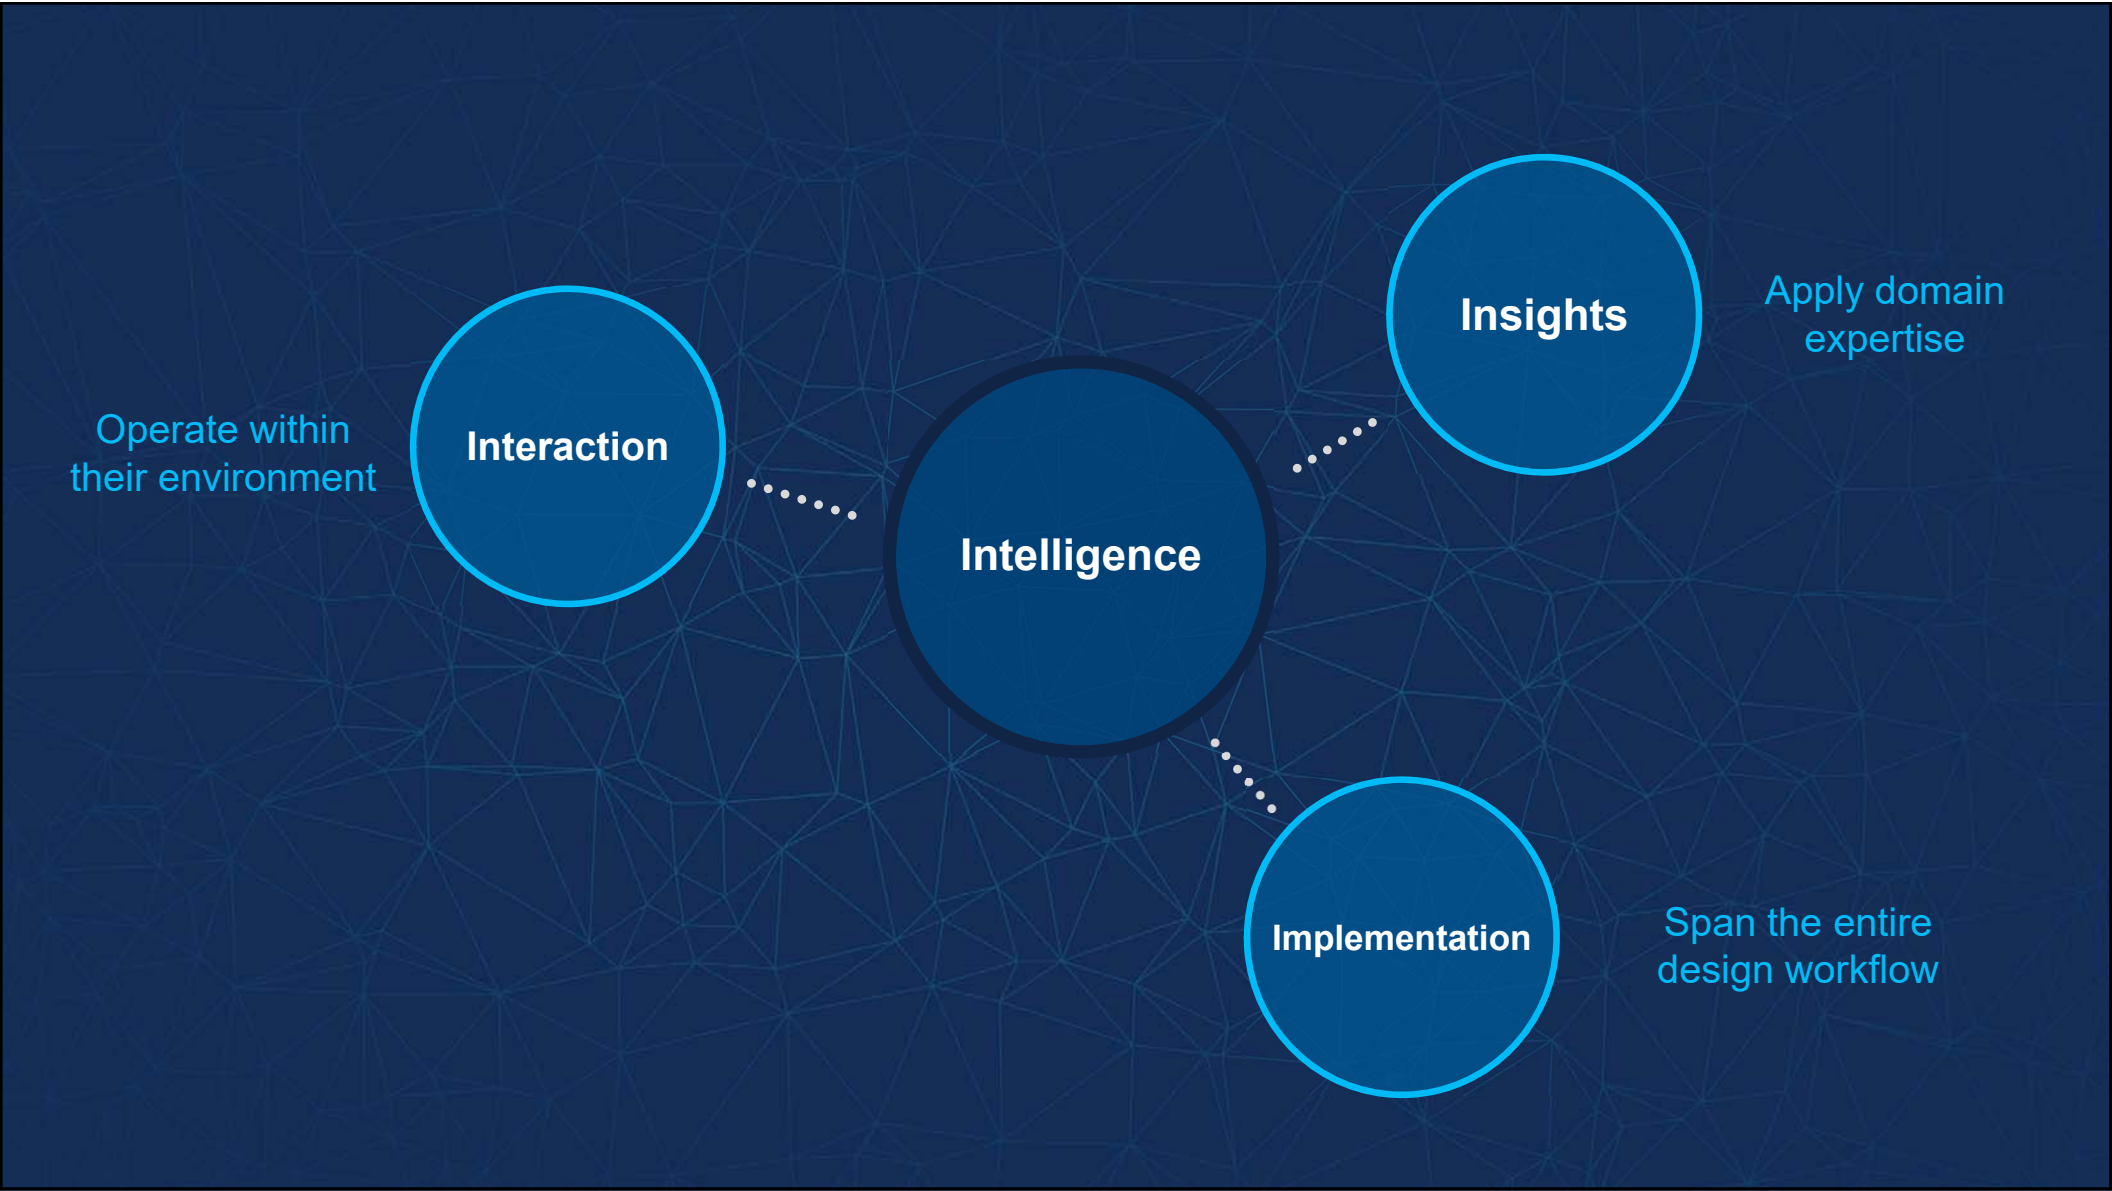 Operate within
their environment
Interaction
Intelligence
Insights
Apply domain
expertise
Implementation
Span the entire
design workflow